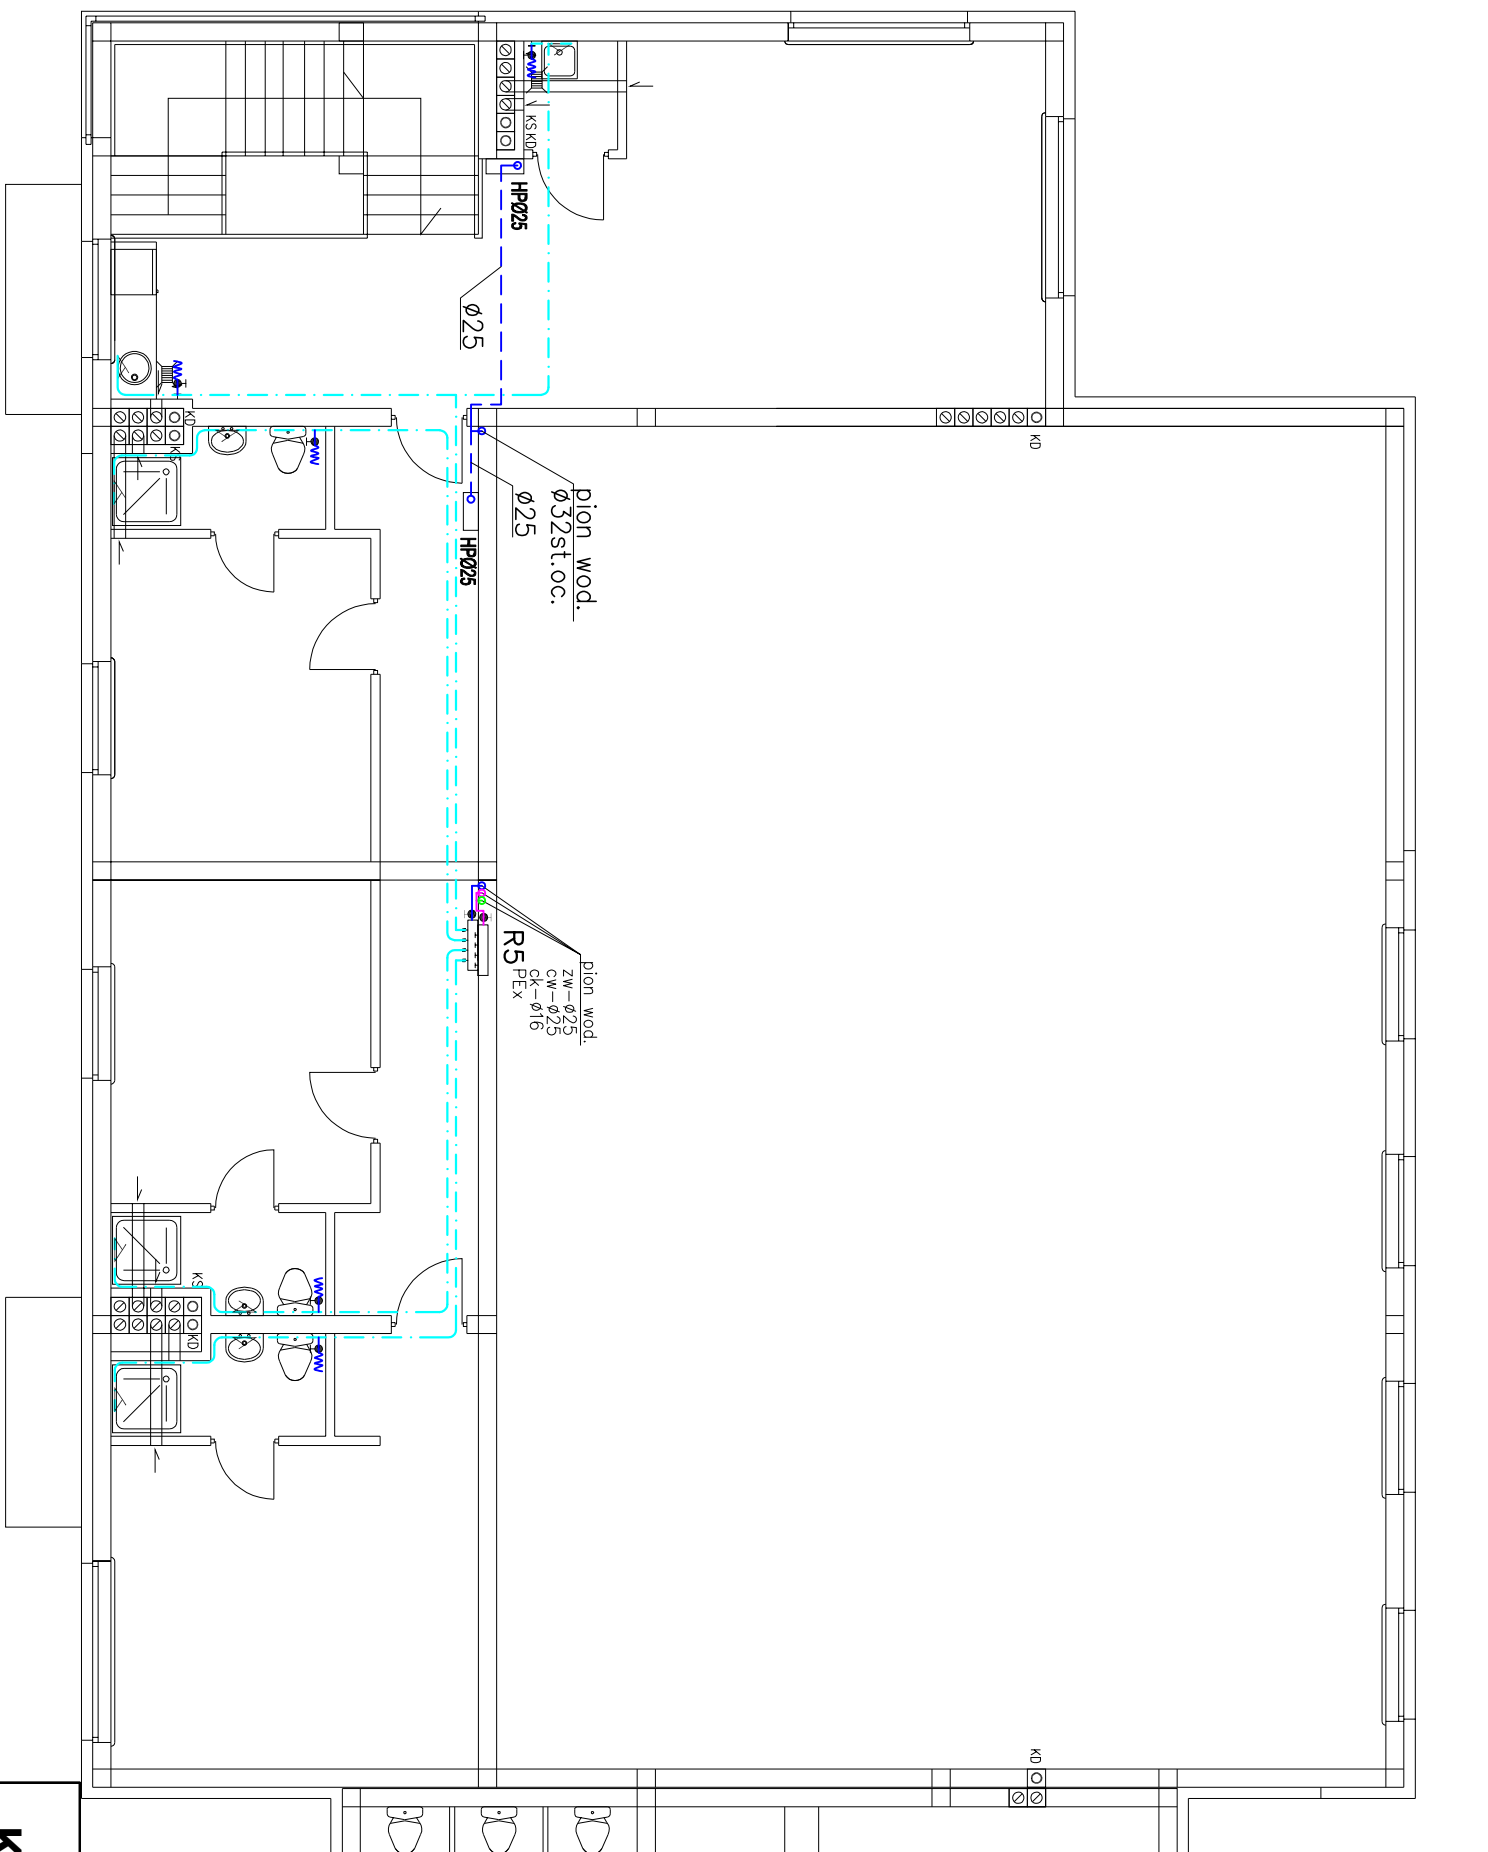 KS
KD
HPØ25
ø25
KD
KS
KD
pion wod.
ø32st.oc.
ø25
HPØ25
R5
pion wod.
zw-ø25
cw-ø25
ck-ø16
PEx
KS
KD
KD
K